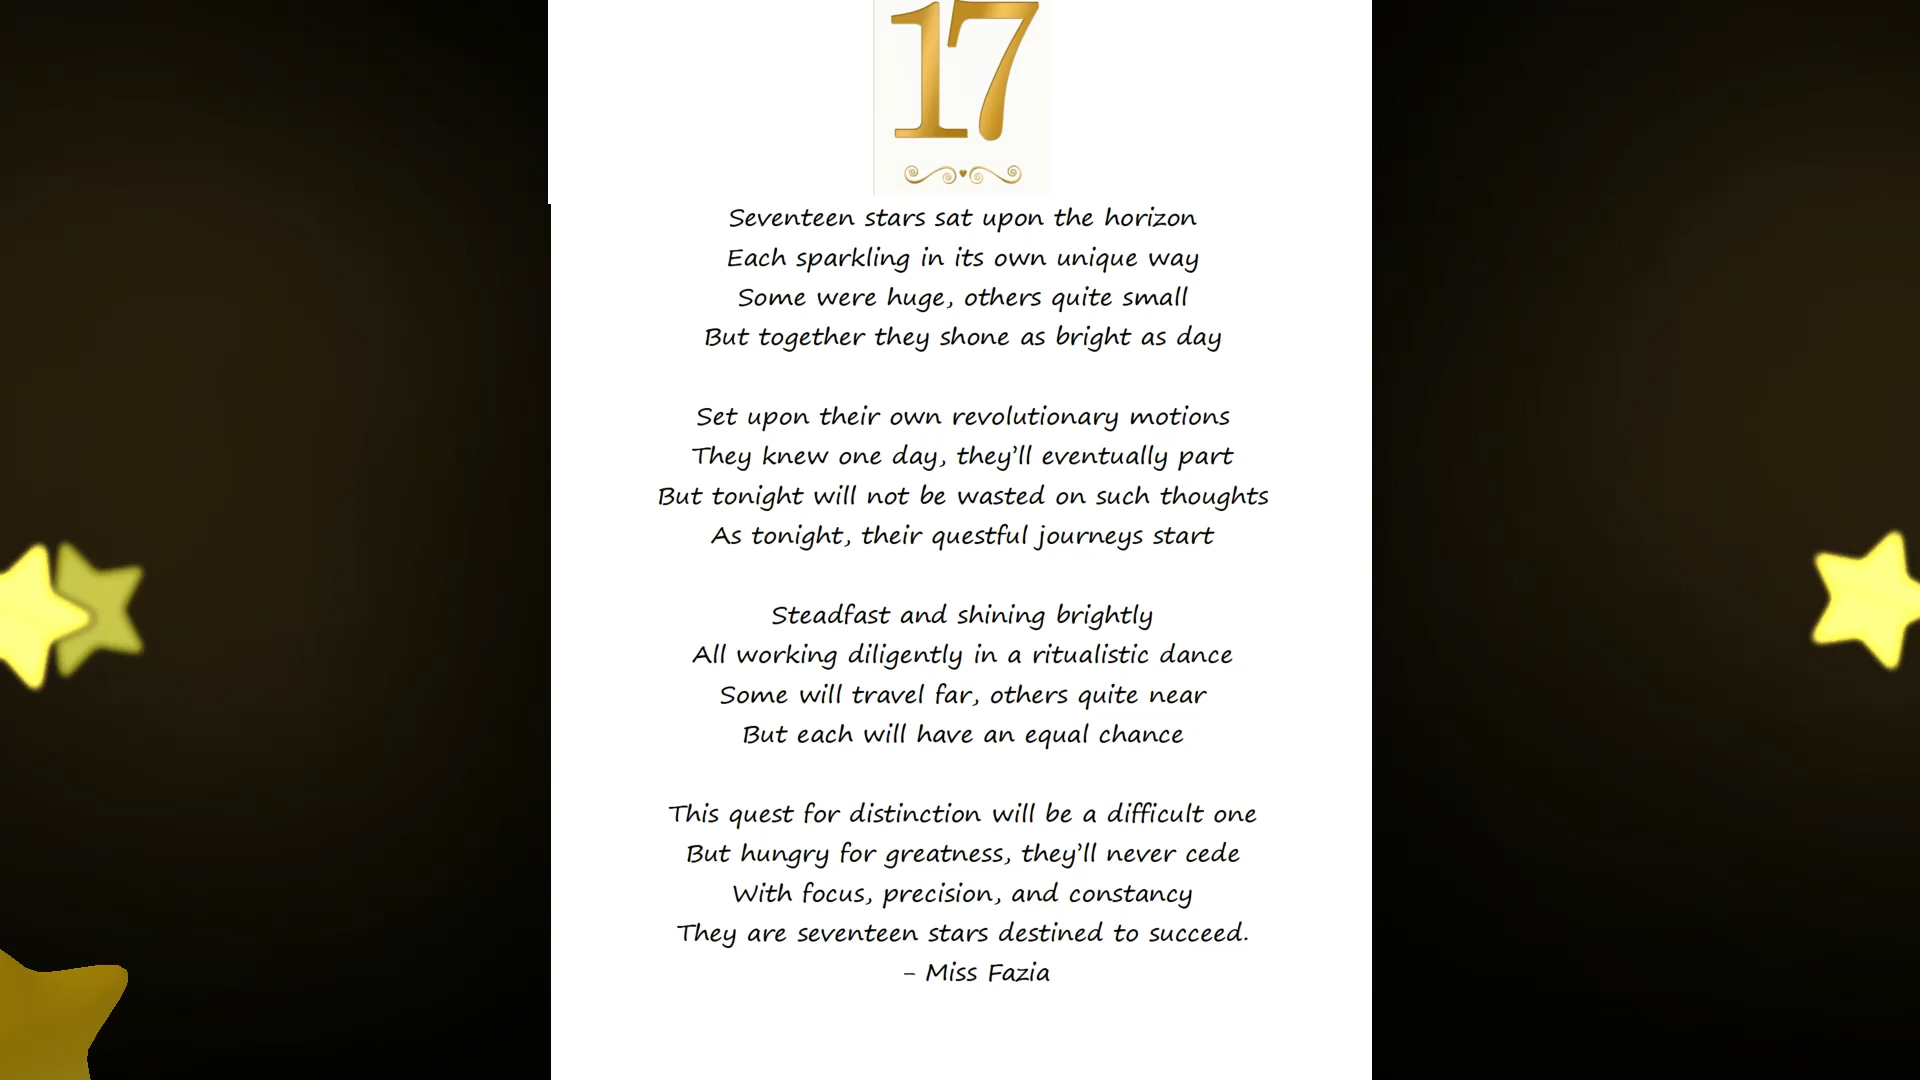 17
Seventeen stars sat upon the horizon
Each sparkling in its own unique way
Some were huge, others quite small
But together they shone as bright as day
Set upon their own revolutionary motions
They knew one day, they’ll eventually part
But tonight will not be wasted on such thoughts
As tonight, their questful journeys start
Steadfast and shining brightly
All working diligently in a ritualistic dance
Some will travel far, others quite near
But each will have an equal chance
This quest for distinction will be a difficult one
But hungry for greatness, they’ll never cede
With focus, precision, and constancy
They are seventeen stars destined to succeed.
– Miss Fazia